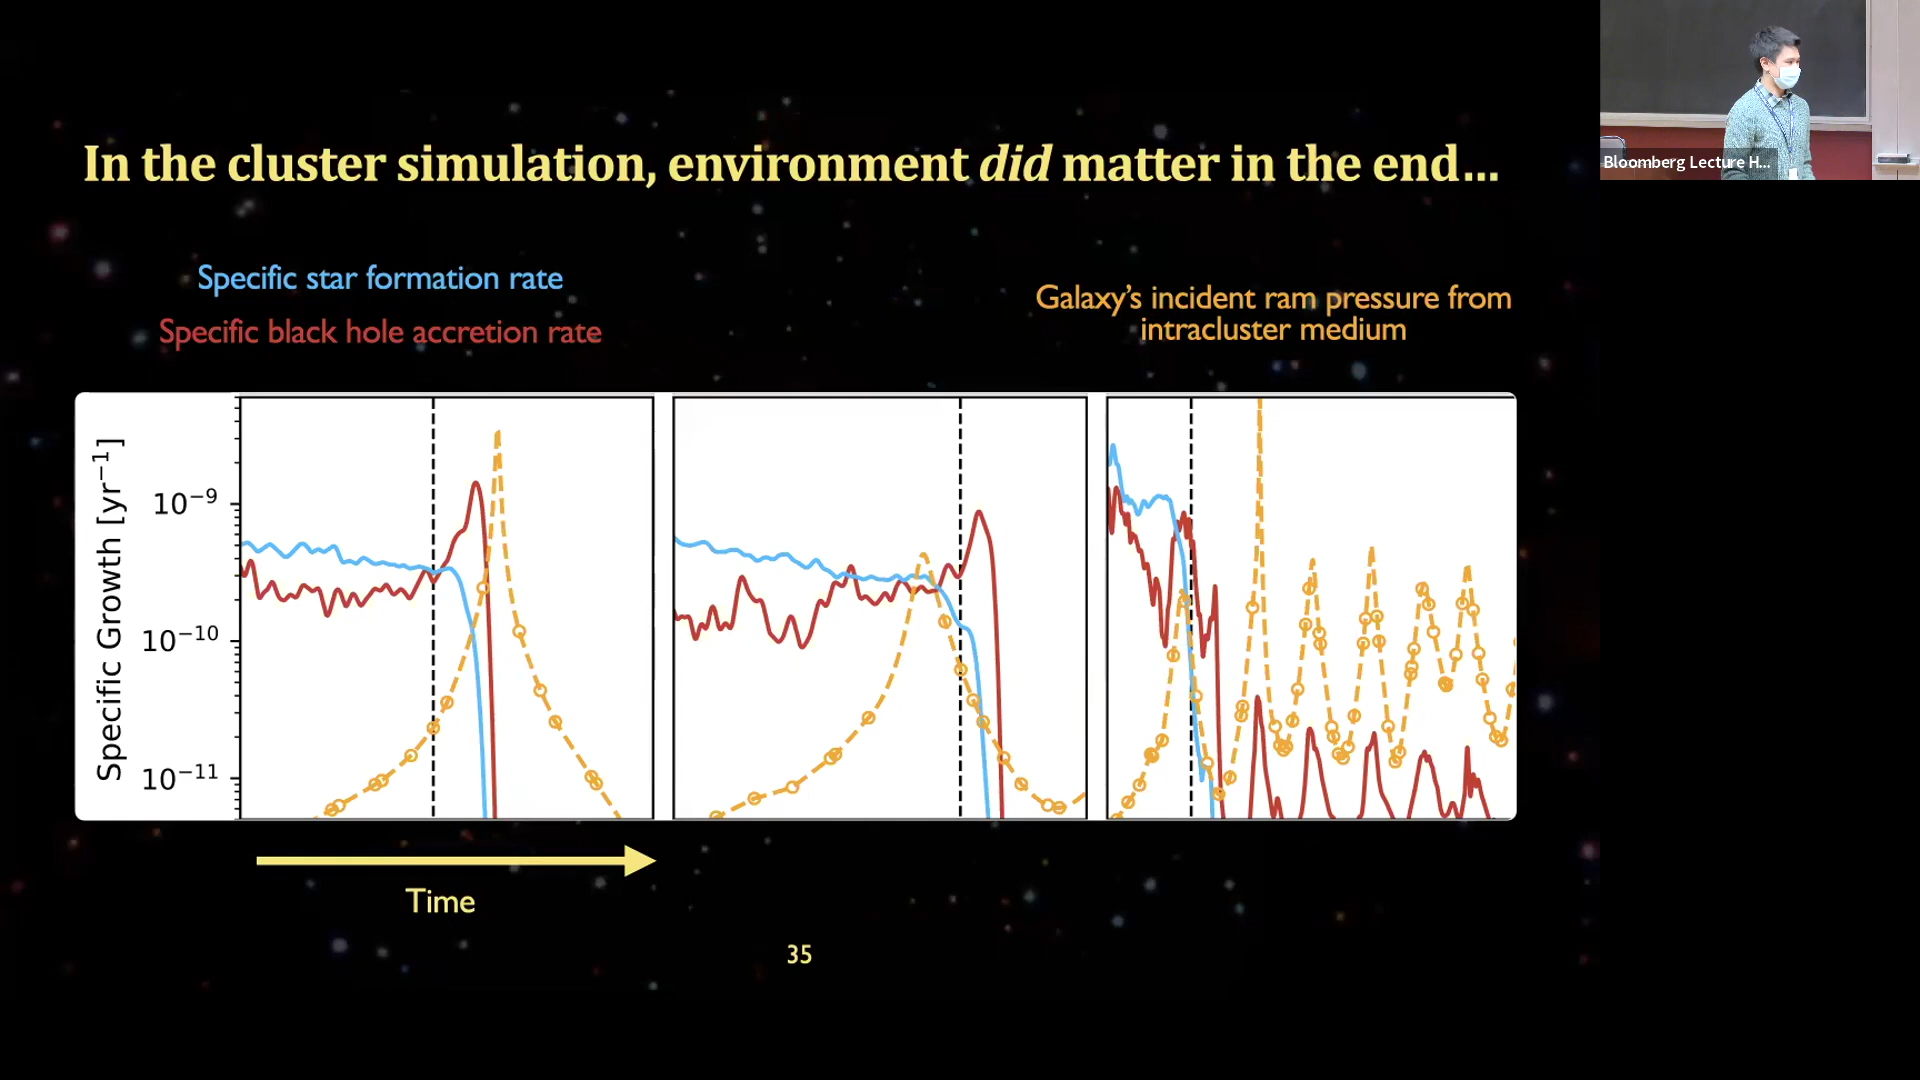 In the cluster simulation, environment did matter in the end...
Bloomberg Lecture H...
Specific star formation rate
Specific black hole accretion rate
Galaxy's incident ram pressure from
intracluster medium
Specific Growth [yr⁻¹]
10⁻⁹
10⁻¹⁰
10⁻¹¹
Time
35